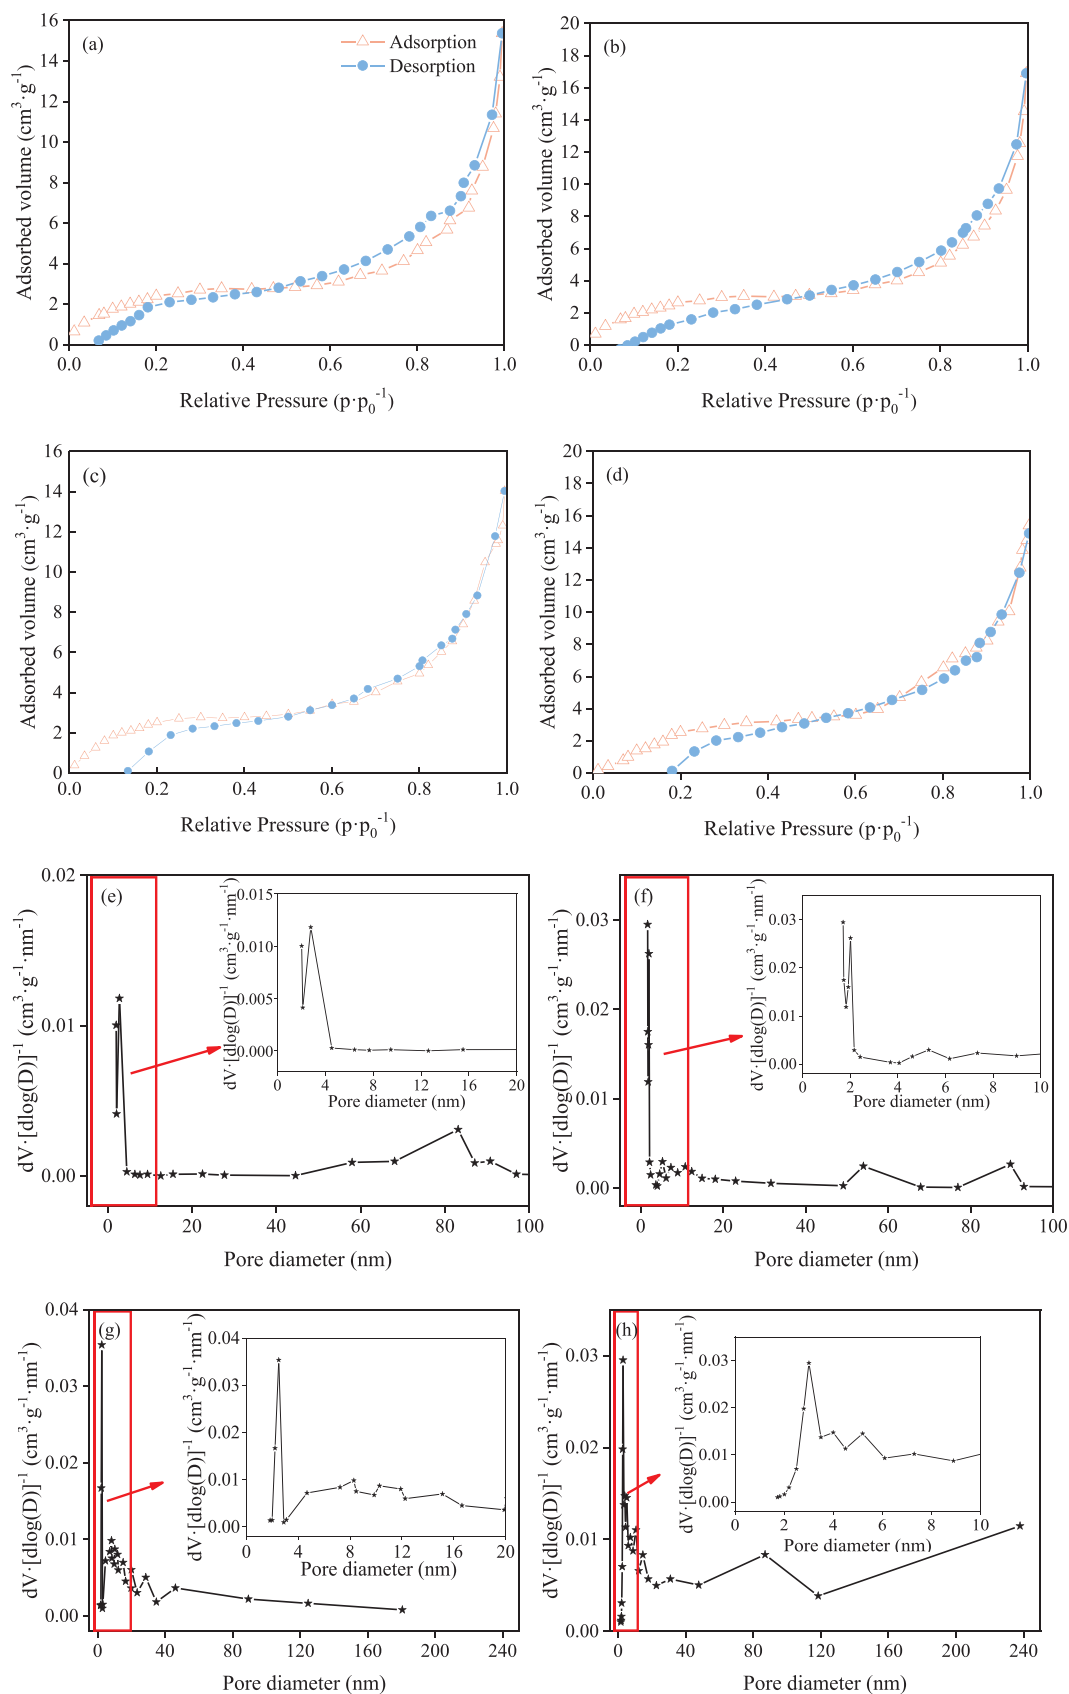 (a)
Adsorption
Desorption
Adsorbed volume (cm³·g⁻¹)
16
14
12
10
8
6
4
2
0
0.0 0.2 0.4 0.6 0.8 1.0
Relative Pressure (p·p₀⁻¹)
(b)
Adsorbed volume (cm³·g⁻¹)
20
18
16
14
12
10
8
6
4
2
0
0.0 0.2 0.4 0.6 0.8 1.0
Relative Pressure (p·p₀⁻¹)
(c)
Adsorbed volume (cm³·g⁻¹)
16
14
12
10
8
6
4
2
0
0.0 0.2 0.4 0.6 0.8 1.0
Relative Pressure (p·p₀⁻¹)
(d)
Adsorbed volume (cm³·g⁻¹)
20
18
16
14
12
10
8
6
4
2
0
0.0 0.2 0.4 0.6 0.8 1.0
Relative Pressure (p·p₀⁻¹)
(e)
dV·[dlog(D)]⁻¹ (cm³·g⁻¹·nm⁻¹)
0.02
0.01
0.00
0 20 40 60 80 100
Pore diameter (nm)
dV·[dlog(D)]⁻¹ (cm³·g⁻¹·nm⁻¹)
0.015
0.010
0.005
0.000
0 4 8 12 16 20
Pore diameter (nm)
(f)
dV·[dlog(D)]⁻¹ (cm³·g⁻¹·nm⁻¹)
0.03
0.02
0.01
0.00
0 20 40 60 80 100
Pore diameter (nm)
dV·[dlog(D)]⁻¹ (cm³·g⁻¹·nm⁻¹)
0.03
0.02
0.01
0.00
0 2 4 6 8 10
Pore diameter (nm)
(g)
dV·[dlog(D)]⁻¹ (cm³·g⁻¹·nm⁻¹)
0.04
0.03
0.02
0.01
0.00
0 40 80 120 160 200 240
Pore diameter (nm)
dV·[dlog(D)]⁻¹ (cm³·g⁻¹·nm⁻¹)
0.04
0.03
0.02
0.01
0.00
0 4 8 12 16 20
Pore diameter (nm)
(h)
dV·[dlog(D)]⁻¹ (cm³·g⁻¹·nm⁻¹)
0.03
0.02
0.01
0.00
0 40 80 120 160 200 240
Pore diameter (nm)
dV·[dlog(D)]⁻¹ (cm³·g⁻¹·nm⁻¹)
0.03
0.02
0.01
0.00
0 2 4 6 8 10
Pore diameter (nm)